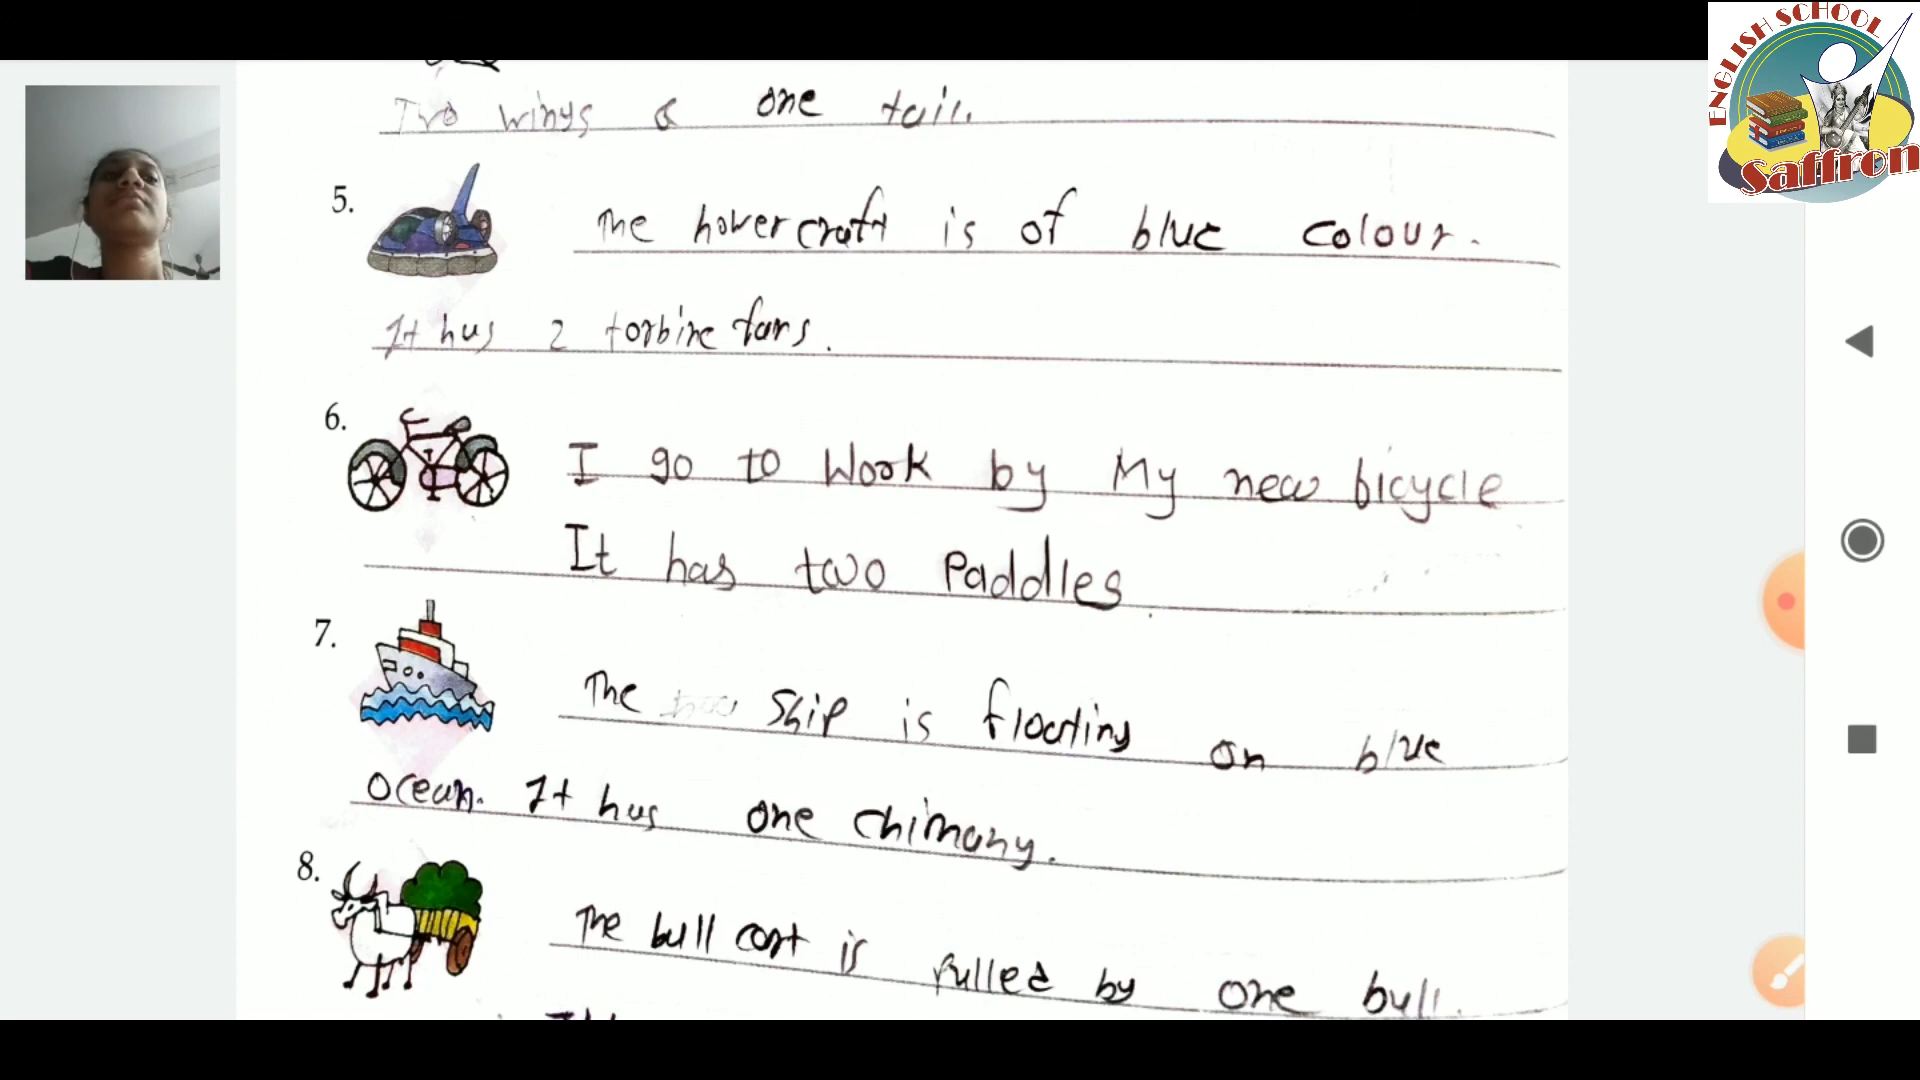 ENGLISH SCHOOL
Saffron
Two wings & one tail.
5. The hovercraft is of blue colour.
It has 2 torbine fans.
6. I go to Work by My new bicycle
It has two Paddles.
7. The ship is floating on blue
ocean. It has one chimany.
8. The bull cart is pulled by one bull.